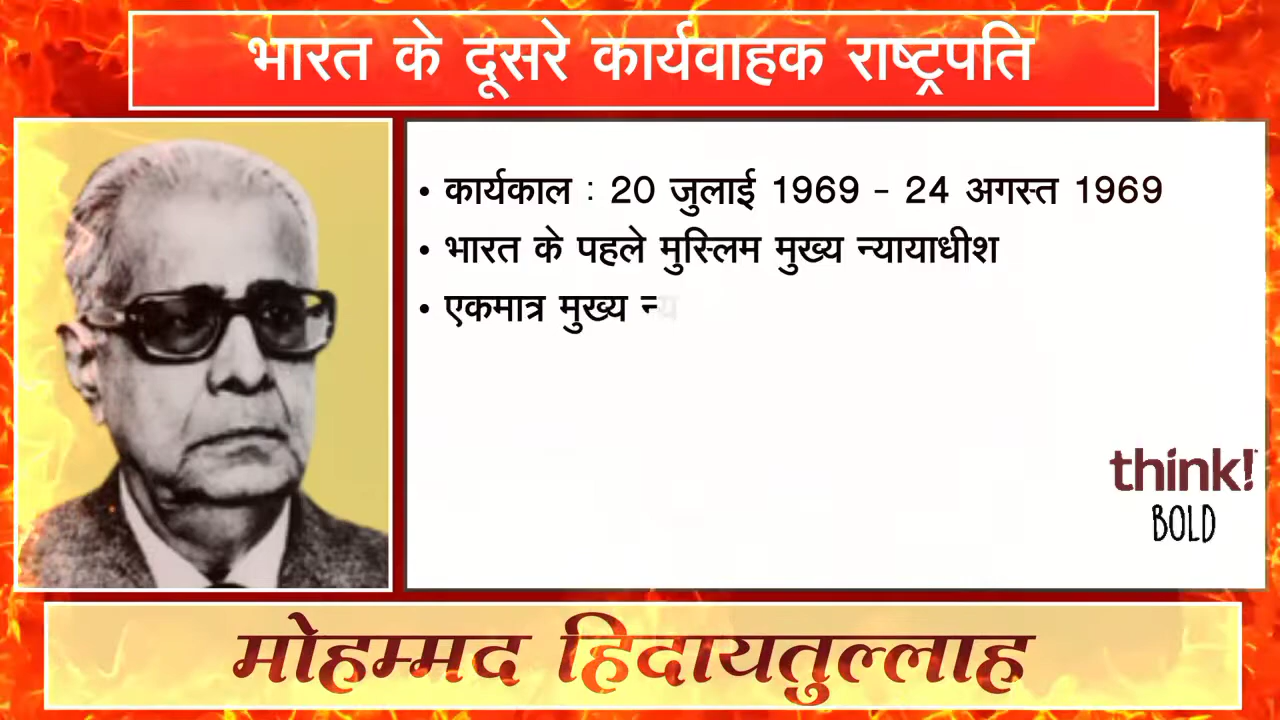 भारत के दूसरे कार्यवाहक राष्ट्रपति
• कार्यकाल : 20 जुलाई 1969 - 24 अगस्त 1969
• भारत के पहले मुस्लिम मुख्य न्यायाधीश
• एकमात्र मुख्य न्य
think!
BOLD
मोहम्मद हिदायतुल्लाह